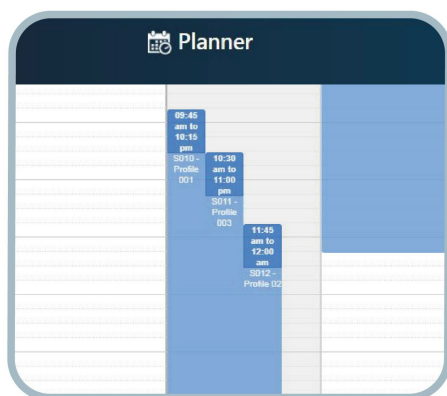 Planner
09:45
am to
10:15
pm
S010 -
Profile
001
10:30
am to
11:00
pm
S011 -
Profile
003
11:45
am to
12:00
am
S012 -
Profile 02